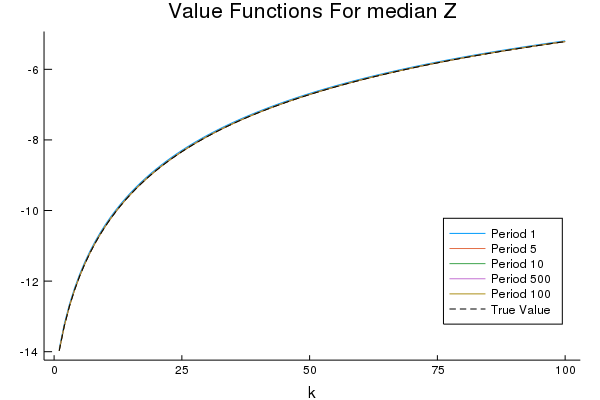 Value Functions For median Z
-6
-8
-10
-12
-14
0 25 50 75 100
k
Period 1
Period 5
Period 10
Period 500
Period 100
True Value